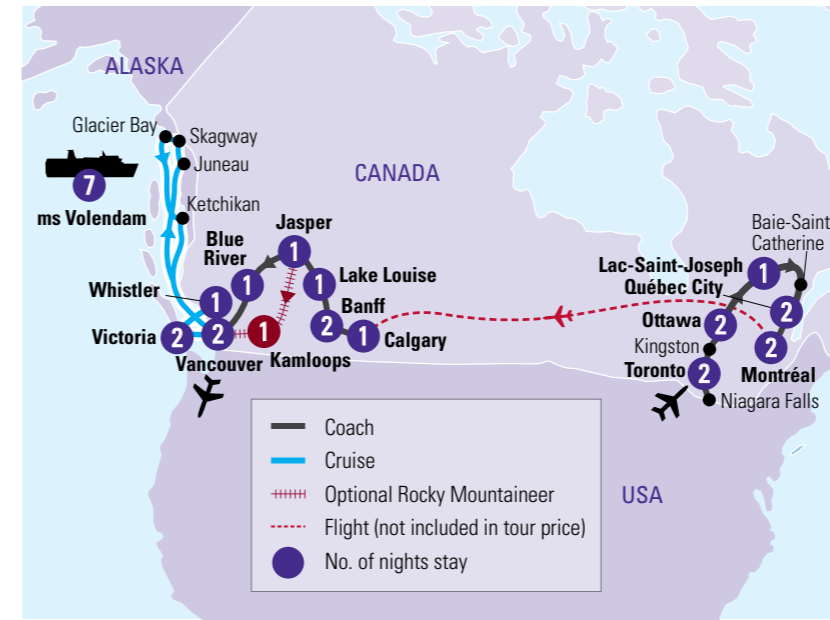 ALASKA
Glacier Bay
Skagway
Juneau
Ketchikan
7
ms Volendam
CANADA
Jasper
1
Blue
River
1
1
Lake Louise
Whistler
1
Banff
2
Victoria
2
2
Vancouver
1
Kamloops
1
Calgary
Baie-Saint
Catherine
Lac-Saint-Joseph
1
Québec City
2
Ottawa
2
Kingston
Toronto
2
2
Montréal
Niagara Falls
USA
Coach
Cruise
Optional Rocky Mountaineer
Flight (not included in tour price)
No. of nights stay